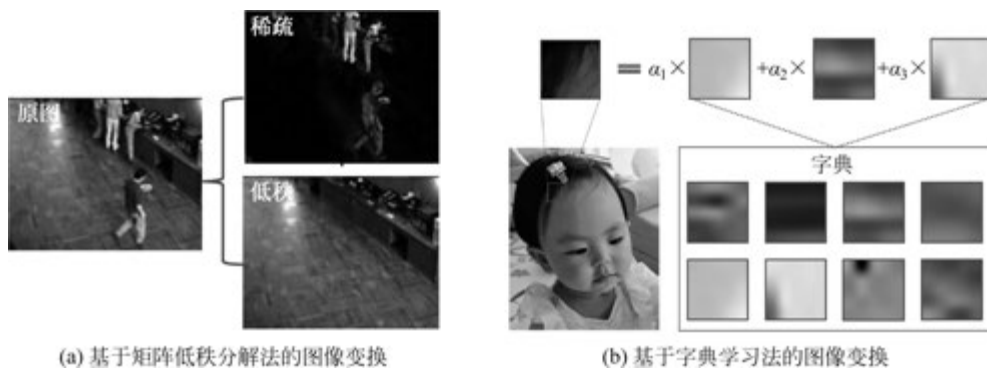 原图
稀疏
低秩
α₁× +α₂× +α₃×
字典
(a) 基于矩阵低秩分解法的图像变换
(b) 基于字典学习法的图像变换